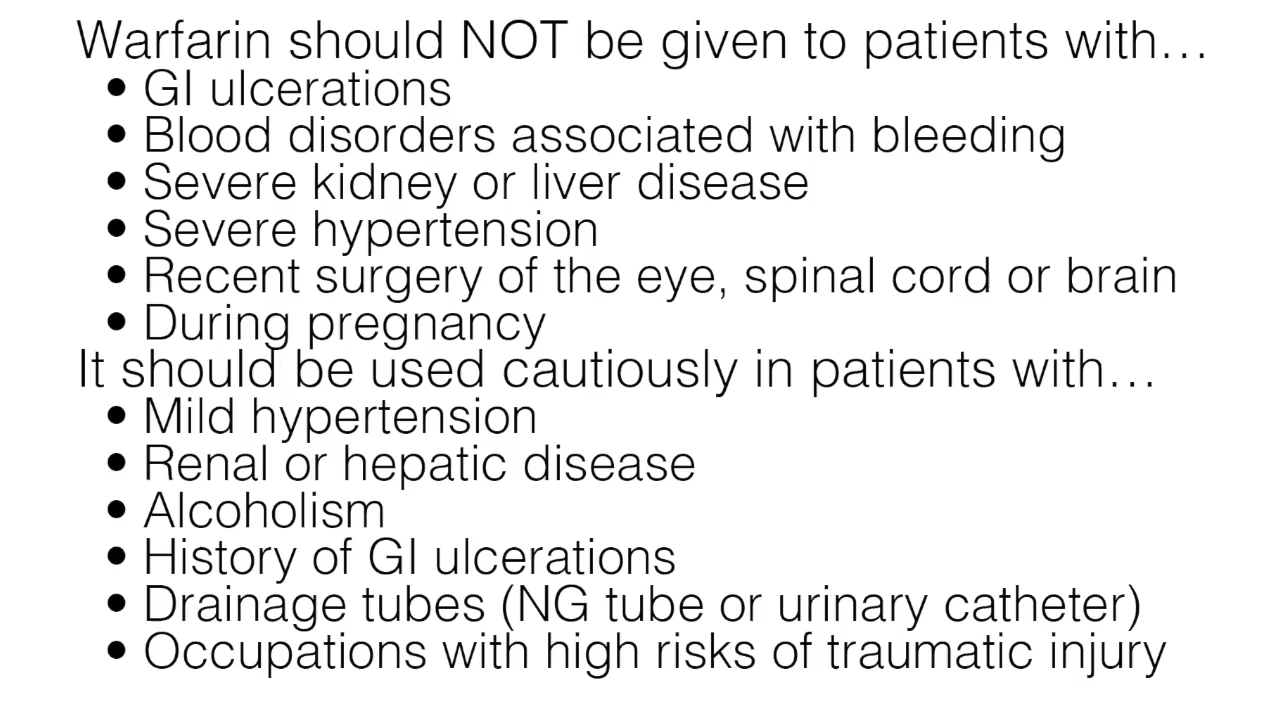 Warfarin should NOT be given to patients with...
• GI ulcerations
• Blood disorders associated with bleeding
• Severe kidney or liver disease
• Severe hypertension
• Recent surgery of the eye, spinal cord or brain
• During pregnancy
It should be used cautiously in patients with...
• Mild hypertension
• Renal or hepatic disease
• Alcoholism
• History of GI ulcerations
• Drainage tubes (NG tube or urinary catheter)
• Occupations with high risks of traumatic injury